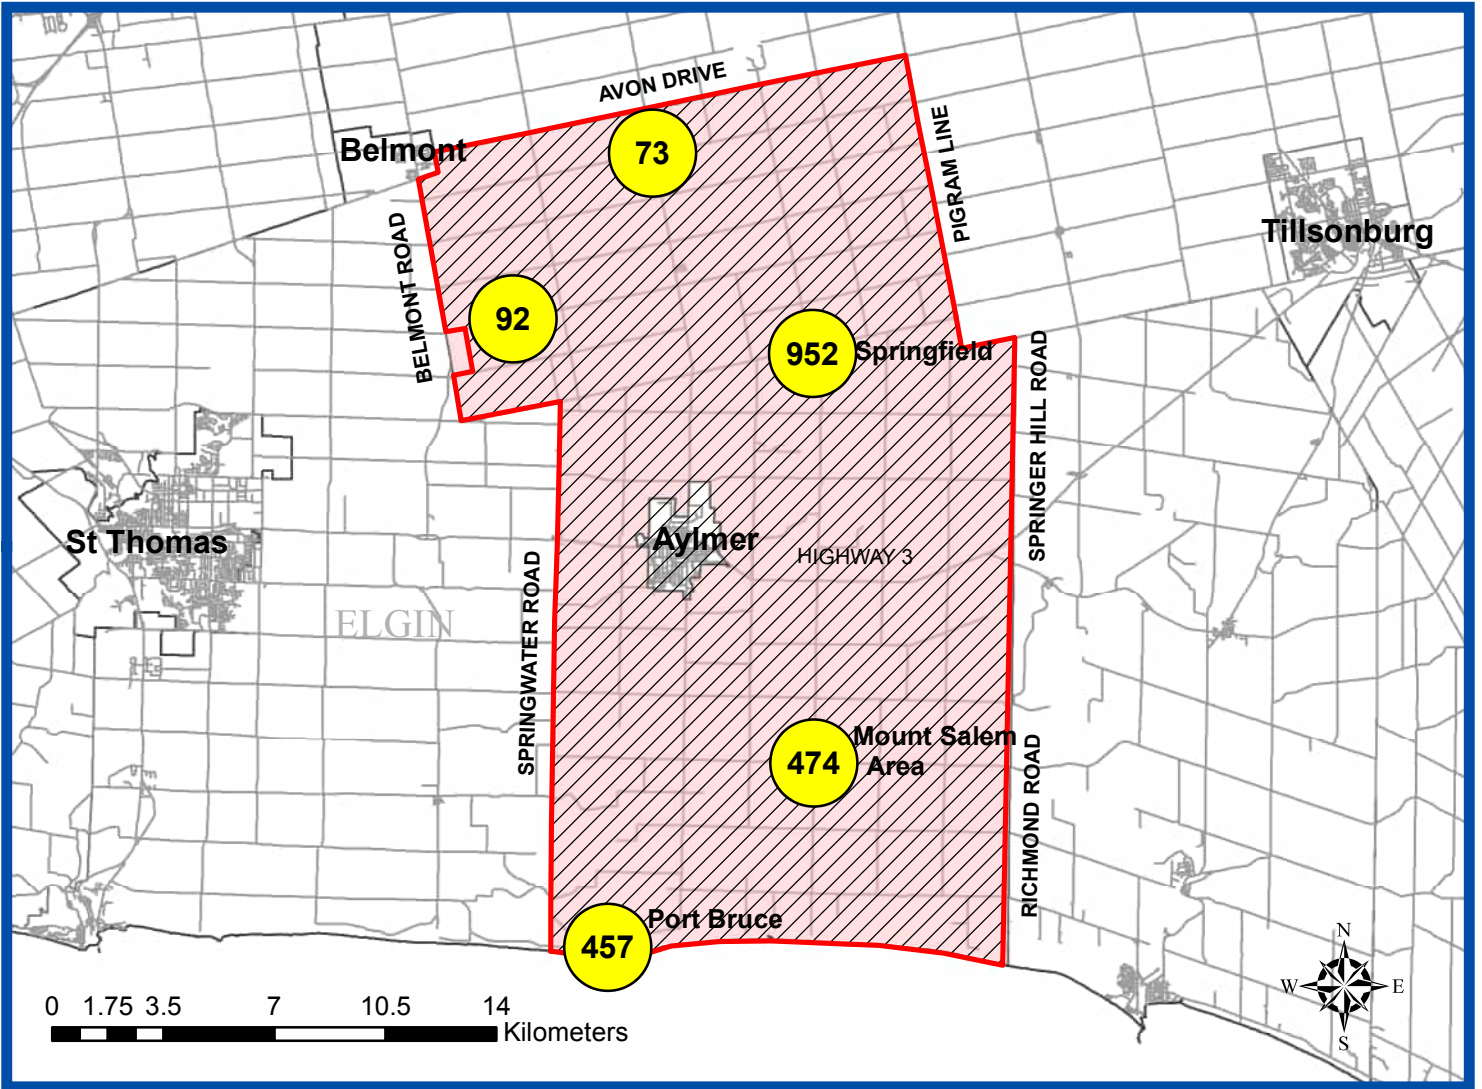 AVON DRIVE
Belmont
73
PIGRAM LINE
Tillsonburg
BELMONT ROAD
92
952
Springfield
SPRINGER HILL ROAD
St Thomas
Aylmer
HIGHWAY 3
ELGIN
SPRINGWATER ROAD
474
Mount Salem
Area
RICHMOND ROAD
Port Bruce
457
N
W
E
S
0 1.75 3.5 7 10.5 14
Kilometers